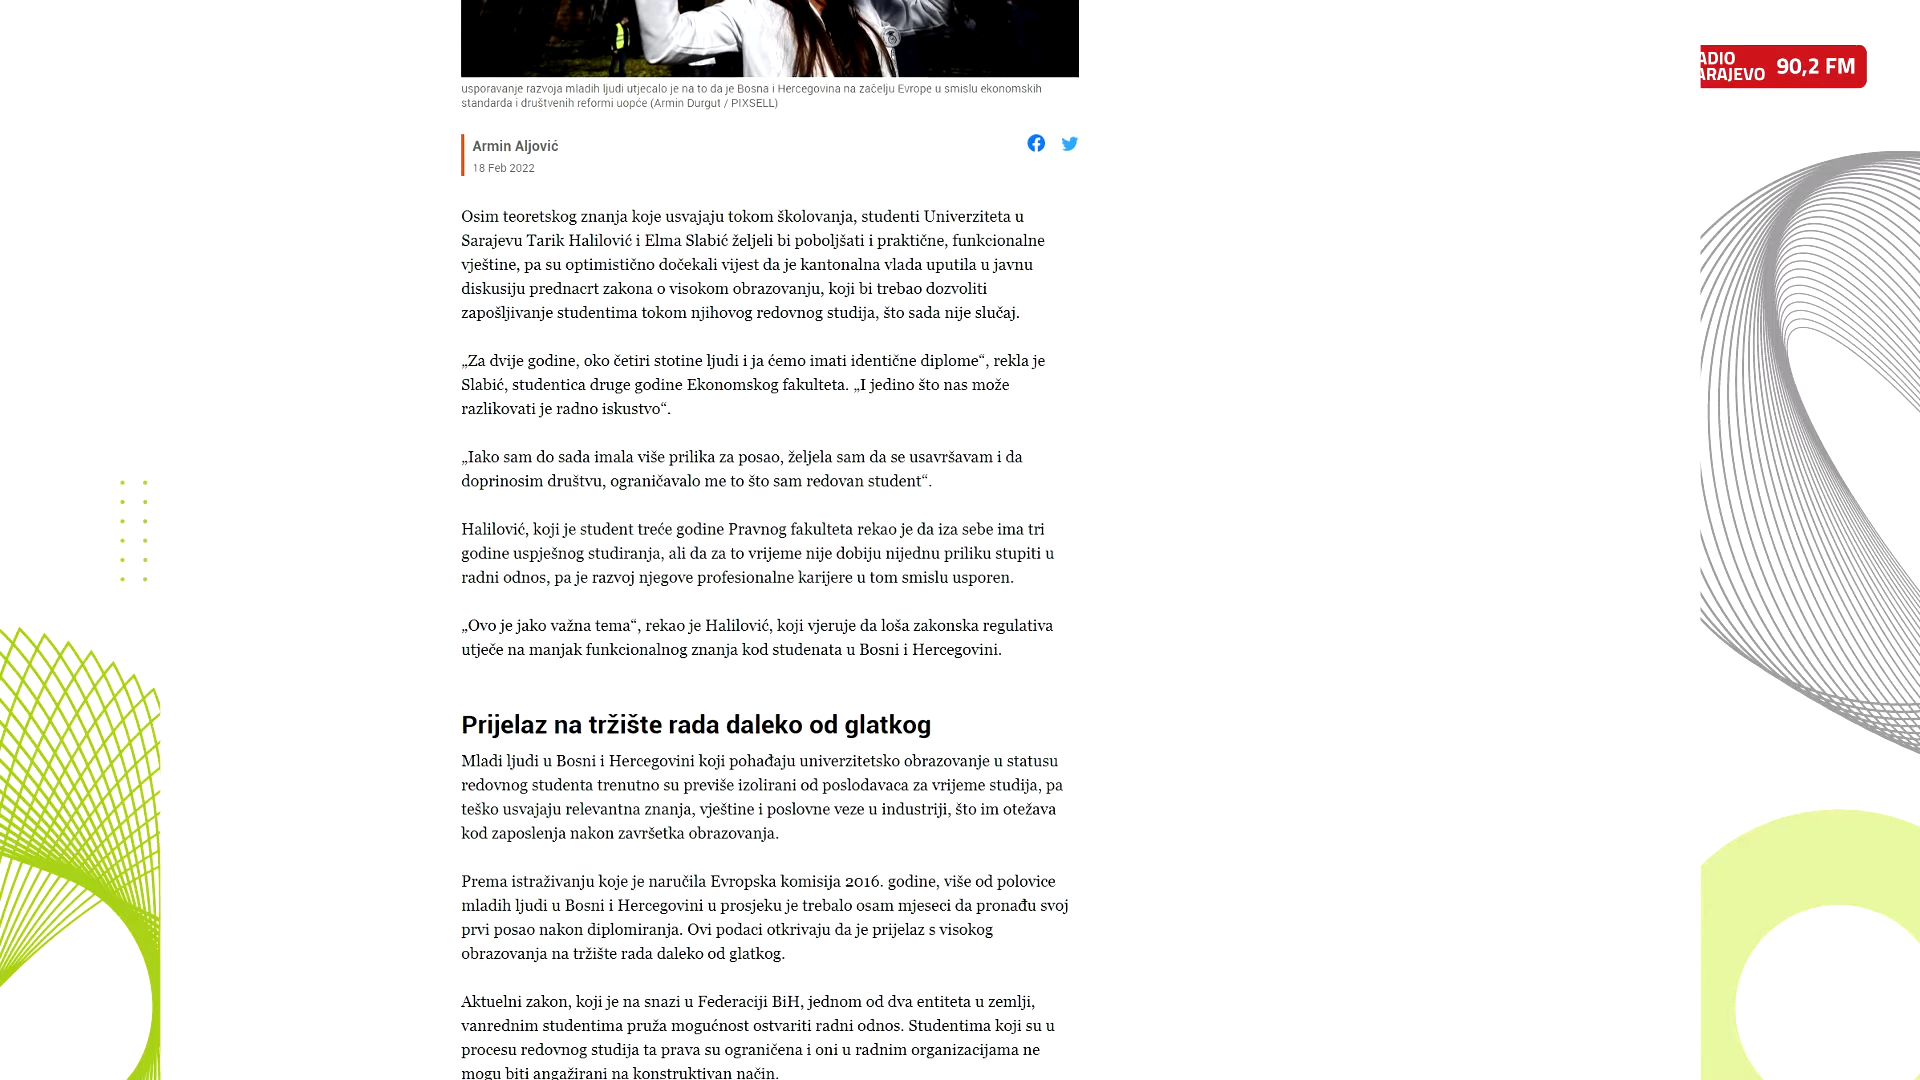 ADIO
ARAJEVO 90,2 FM
usporavanje razvoja mladih ljudi utjecalo je na to da je Bosna i Hercegovina na začelju Evrope u smislu ekonomskih
standarda i društvenih reformi uopće (Armin Durgut / PIXSELL)
Armin Aljović
18 Feb 2022
Osim teoretskog znanja koje usvajaju tokom školovanja, studenti Univerziteta u
Sarajevu Tarik Halilović i Elma Slabić željeli bi poboljšati i praktične, funkcionalne
vještine, pa su optimistično dočekali vijest da je kantonalna vlada uputila u javnu
diskusiju prednacrt zakona o visokom obrazovanju, koji bi trebao dozvoliti
zapošljivanje studentima tokom njihovog redovnog studija, što sada nije slučaj.
„Za dvije godine, oko četiri stotine ljudi i ja ćemo imati identične diplome“, rekla je
Slabić, studentica druge godine Ekonomskog fakulteta. „I jedino što nas može
razlikovati je radno iskustvo“.
„Iako sam do sada imala više prilika za posao, željela sam da se usavršavam i da
doprinosim društvu, ograničavalo me to što sam redovan student“.
Halilović, koji je student treće godine Pravnog fakulteta rekao je da iza sebe ima tri
godine uspješnog studiranja, ali da za to vrijeme nije dobiju nijednu priliku stupiti u
radni odnos, pa je razvoj njegove profesionalne karijere u tom smislu usporen.
„Ovo je jako važna tema“, rekao je Halilović, koji vjeruje da loša zakonska regulativa
utječe na manjak funkcionalnog znanja kod studenata u Bosni i Hercegovini.
Prijelaz na tržište rada daleko od glatkog
Mladi ljudi u Bosni i Hercegovini koji pohađaju univerzitetsko obrazovanje u statusu
redovnog studenta trenutno su previše izolirani od poslodavaca za vrijeme studija, pa
teško usvajaju relevantna znanja, vještine i poslovne veze u industriji, što im otežava
kod zaposlenja nakon završetka obrazovanja.
Prema istraživanju koje je naručila Evropska komisija 2016. godine, više od polovice
mladih ljudi u Bosni i Hercegovini u prosjeku je trebalo osam mjeseci da pronađu svoj
prvi posao nakon diplomiranja. Ovi podaci otkrivaju da je prijelaz s visokog
obrazovanja na tržište rada daleko od glatkog.
Aktuelni zakon, koji je na snazi u Federaciji BiH, jednom od dva entiteta u zemlji,
vanrednim studentima pruža mogućnost ostvariti radni odnos. Studentima koji su u
procesu redovnog studija ta prava su ograničena i oni u radnim organizacijama ne
mogu biti angažirani na konstruktivan način.